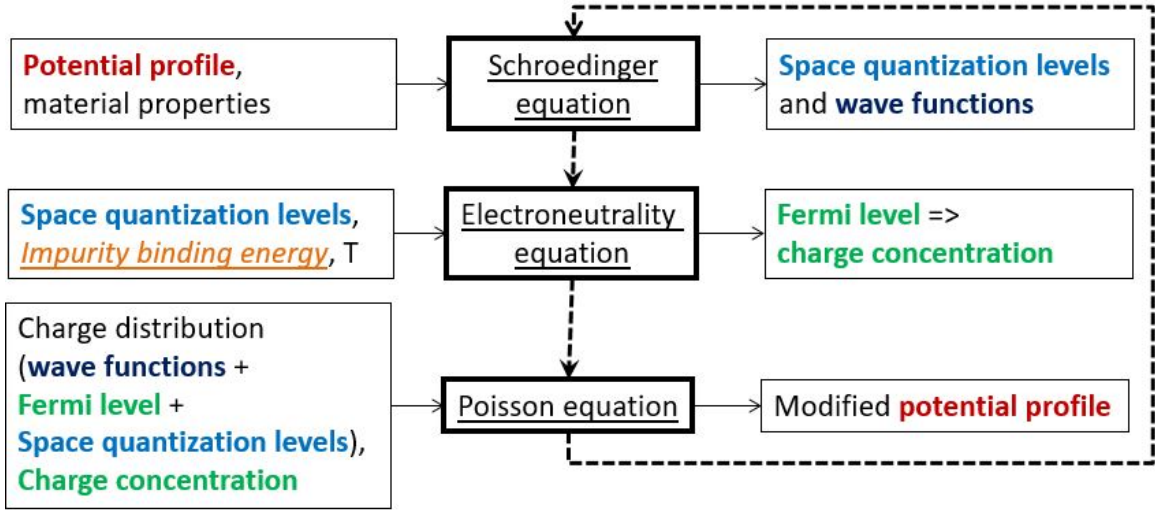 Potential profile,
material properties
Schroedinger
equation
Space quantization levels
and wave functions
Space quantization levels,
Impurity binding energy, T
Electroneutrality
equation
Fermi level =>
charge concentration
Charge distribution
(wave functions +
Fermi level +
Space quantization levels),
Charge concentration
Poisson equation
Modified potential profile